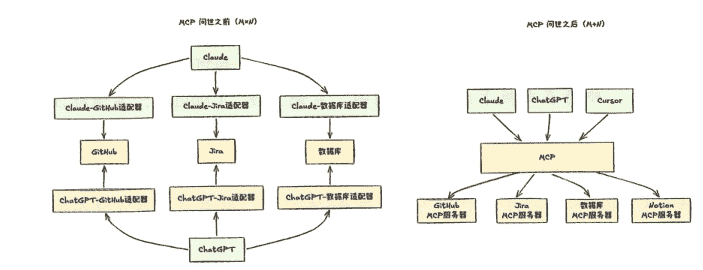 MCP 问世之前 (M×N)
Claude
Claude-GitHub适配器
Claude-Jira适配器
Claude-数据库适配器
GitHub
Jira
数据库
ChatGPT-GitHub适配器
ChatGPT-Jira适配器
ChatGPT-数据库适配器
ChatGPT
MCP 问世之后 (M+N)
Claude
ChatGPT
Cursor
MCP
GitHub
MCP服务器
Jira
MCP服务器
数据库
MCP服务器
Notion
MCP服务器